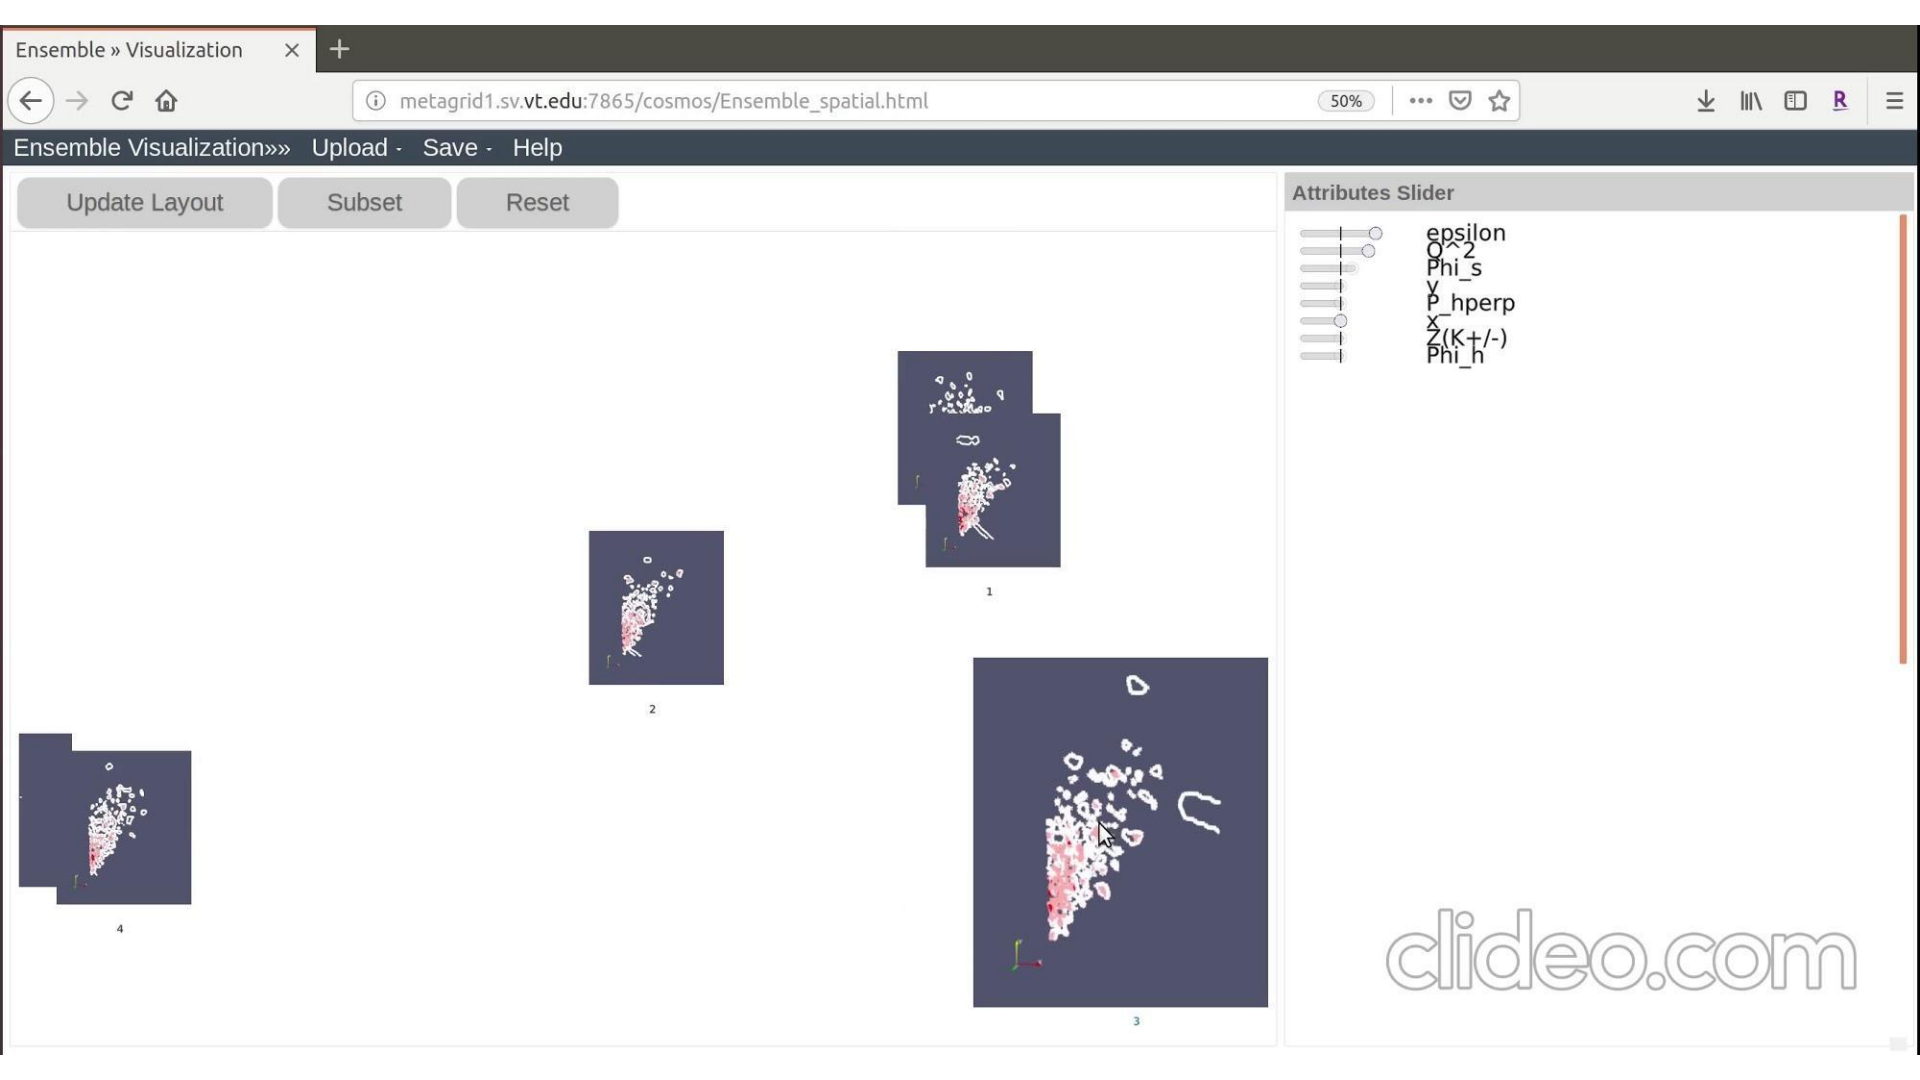 Ensemble » Visualization
metagrid1.sv.vt.edu:7865/cosmos/Ensemble_spatial.html
50%
R
Ensemble Visualization»» Upload - Save - Help
Update Layout
Subset
Reset
Attributes Slider
epsilon
Q^2
Phi_s
y
P_hperp
x
Z(K+/-)
Phi_h
1
2
3
4
clideo.com